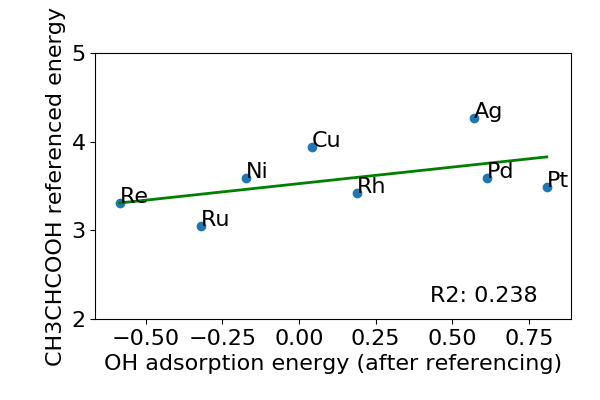 CH3CHCOOH referenced energy
5
4
3
2
Ag
Cu
Ni
Pd
Pt
Re
Rh
Ru
R2: 0.238
−0.50 −0.25 0.00 0.25 0.50 0.75
OH adsorption energy (after referencing)